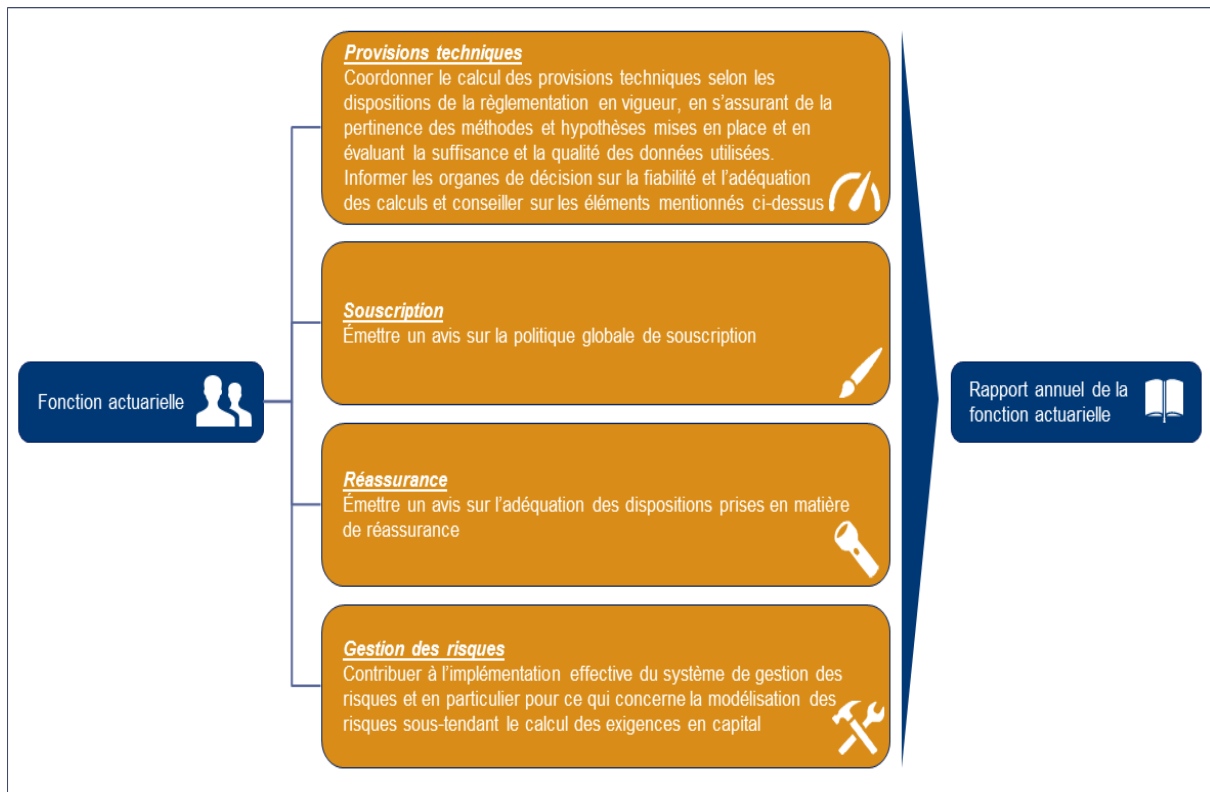 Fonction actuarielle
Provisions techniques
Coordonner le calcul des provisions techniques selon les
dispositions de la règlementation en vigueur, en s’assurant de la
pertinence des méthodes et hypothèses mises en place et en
évaluant la suffisance et la qualité des données utilisées.
Informer les organes de décision sur la fiabilité et l’adéquation
des calculs et conseiller sur les éléments mentionnés ci-dessus
Souscription
Émettre un avis sur la politique globale de souscription
Réassurance
Émettre un avis sur l’adéquation des dispositions prises en matière
de réassurance
Gestion des risques
Contribuer à l’implémentation effective du système de gestion des
risques et en particulier pour ce qui concerne la modélisation des
risques sous-tendant le calcul des exigences en capital
Rapport annuel de la
fonction actuarielle